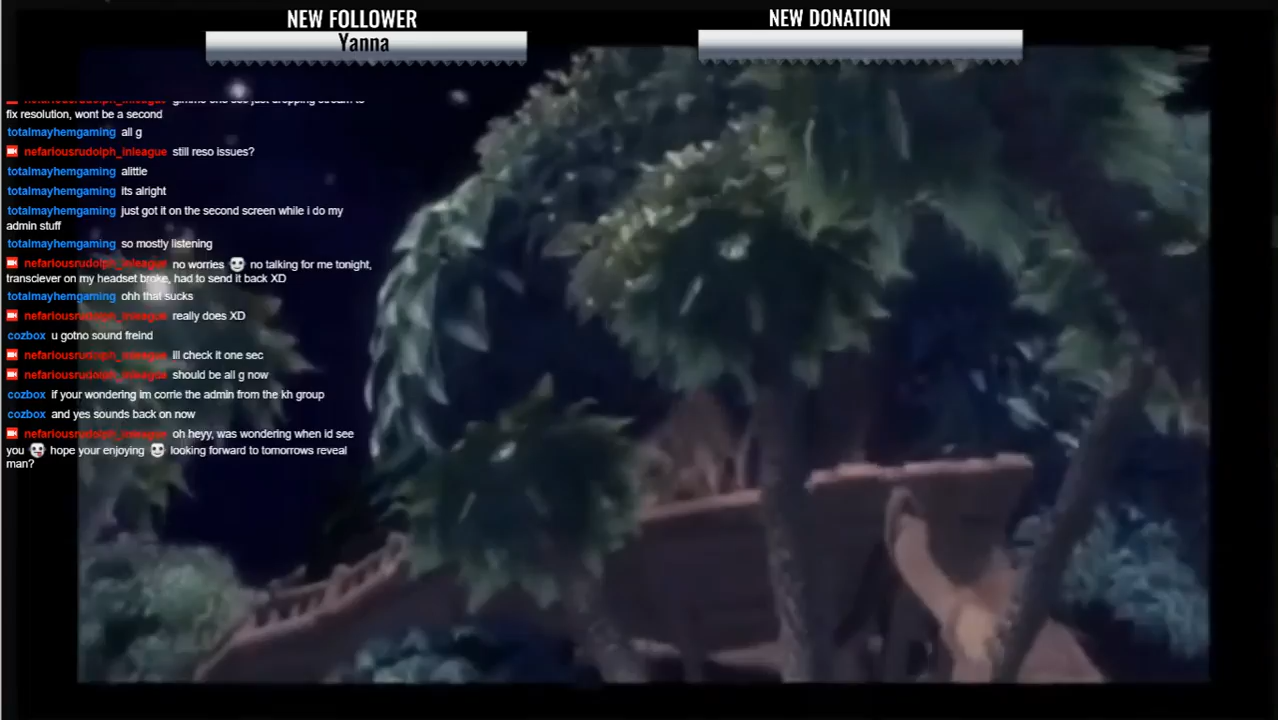 NEW FOLLOWER
NEW DONATION
Yanna
fix resolution, wont be a second
totalmayhemgaming all g
nefariousrudolph_inleague still reso issues?
totalmayhemgaming alittle
totalmayhemgaming its alright
totalmayhemgaming just got it on the second screen while i do my
admin stuff
totalmayhemgaming so mostly listening
nefariousrudolph_inleague no worries no talking for me tonight,
transciever on my headset broke, had to send it back XD
totalmayhemgaming ohh that sucks
nefariousrudolph_inleague really does XD
cozbox u gotno sound freind
nefariousrudolph_inleague ill check it one sec
nefariousrudolph_inleague should be all g now
cozbox if your wondering im corrie the admin from the kh group
cozbox and yes sounds back on now
nefariousrudolph_inleague oh heyy, was wondering when id see
you hope your enjoying looking forward to tomorrows reveal
man?